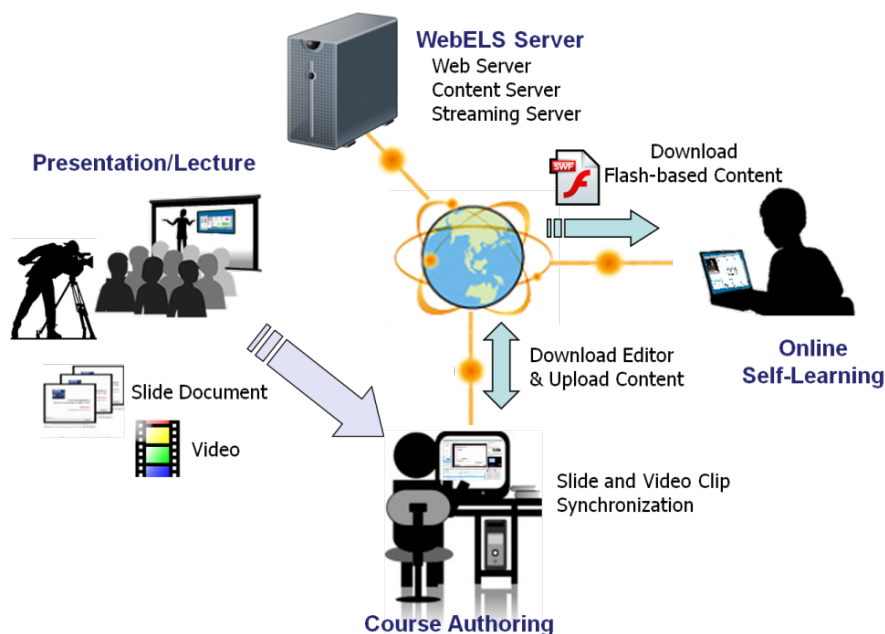 WebELS Server
Web Server
Content Server
Streaming Server
Presentation/Lecture
SWF
Download
Flash-based Content
Slide Document
Video
Download Editor
& Upload Content
Online
Self-Learning
Slide and Video Clip
Synchronization
Course Authoring